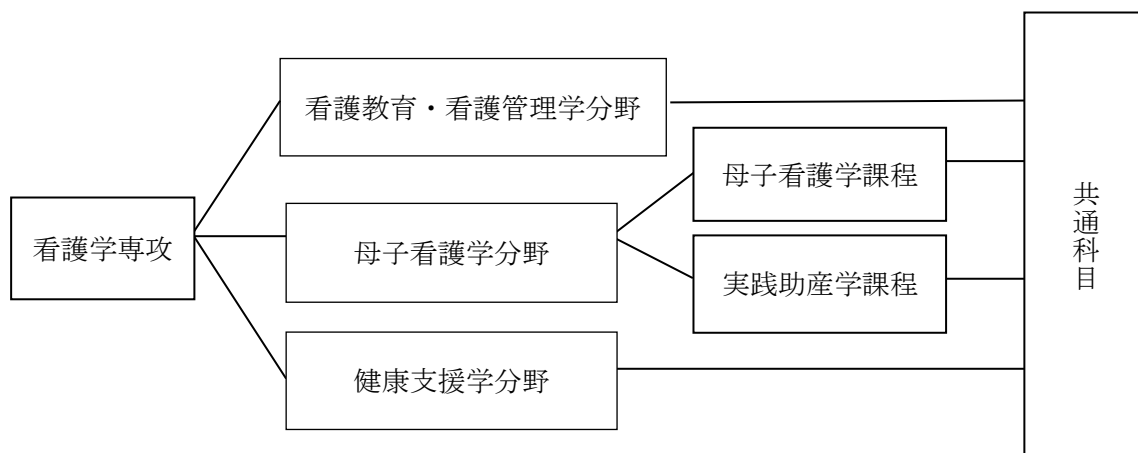 看護教育・看護管理学分野
母子看護学課程
看護学専攻
母子看護学分野
実践助産学課程
健康支援学分野
共通科目